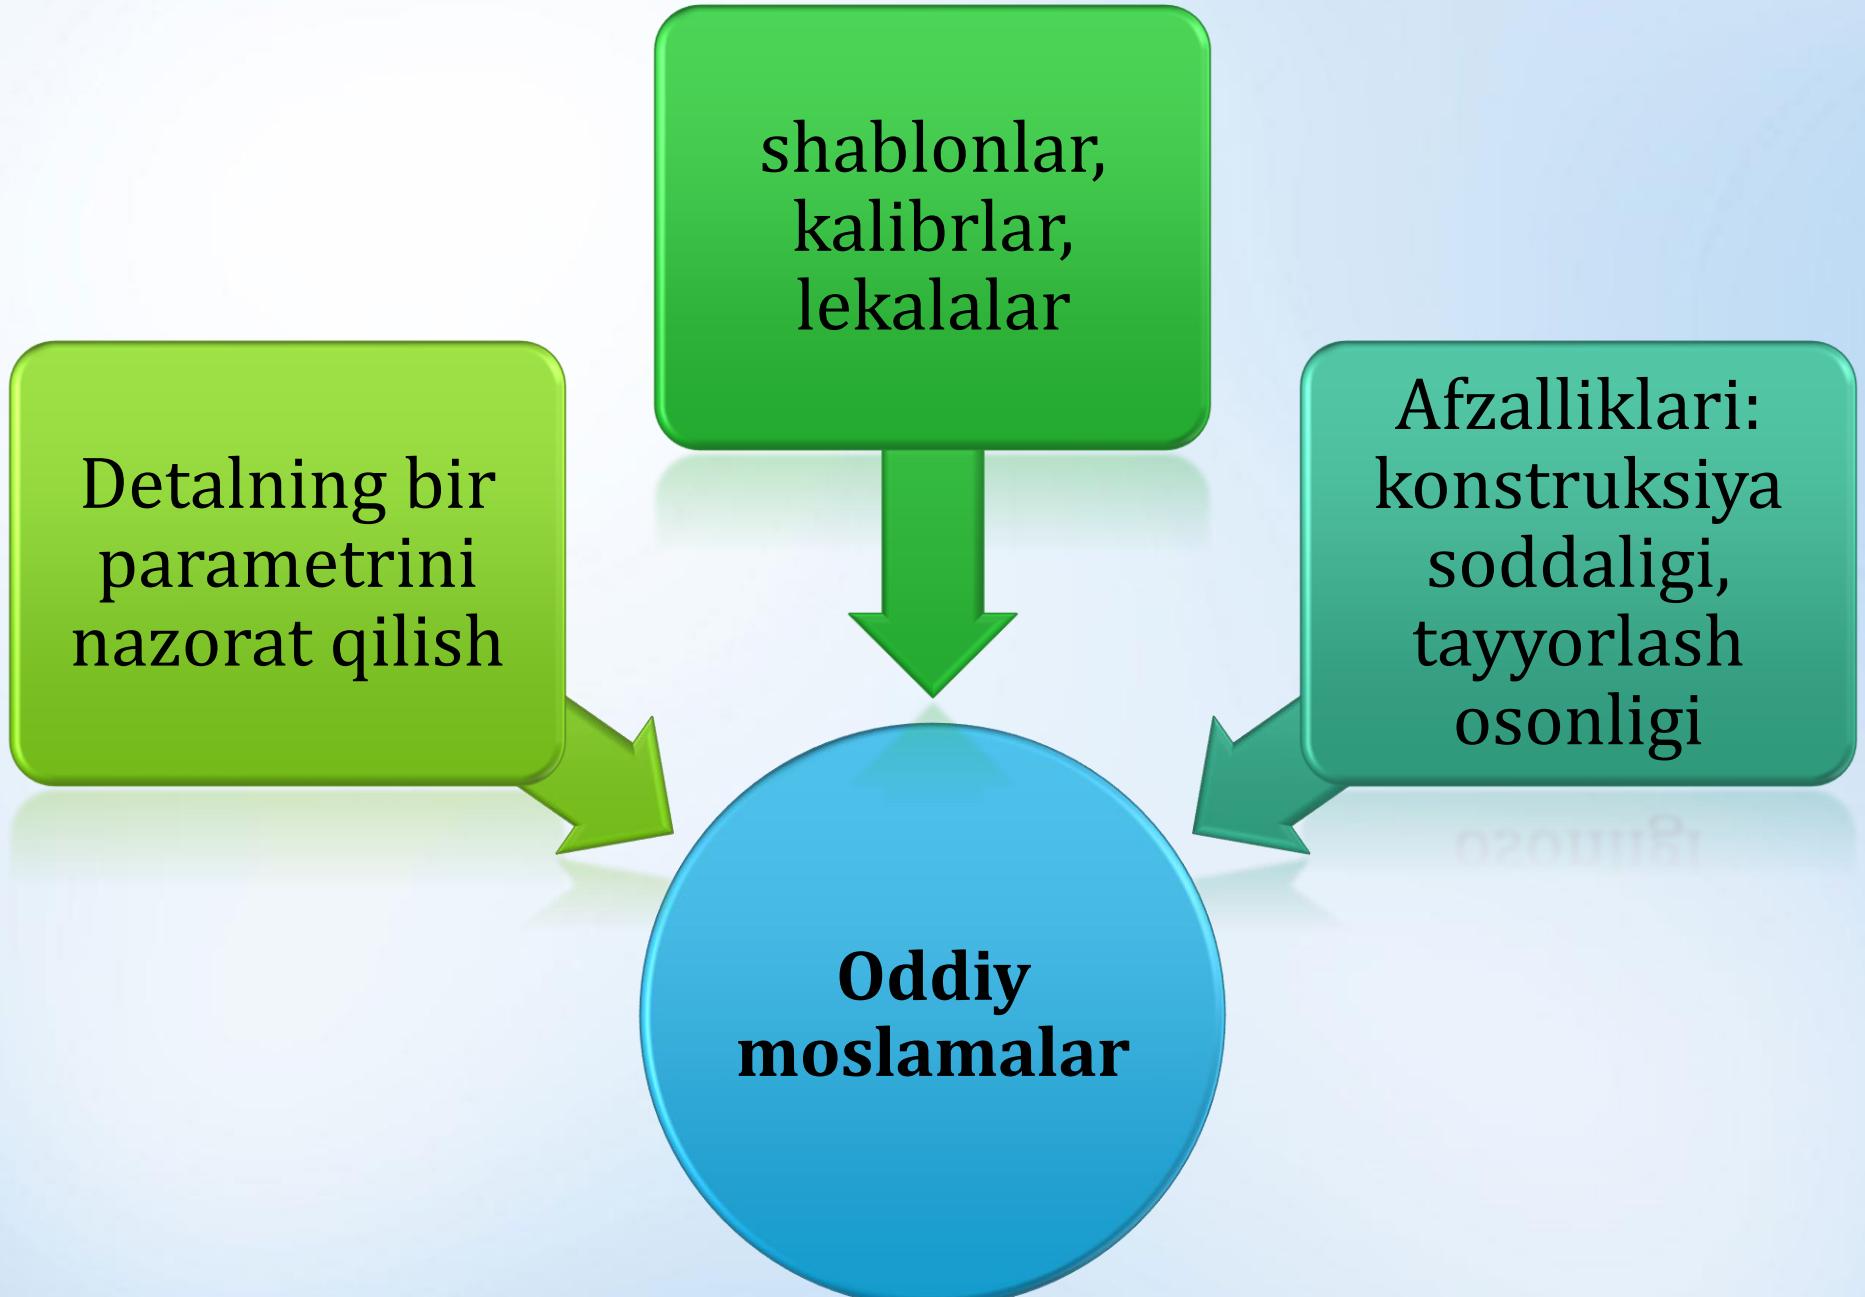 shablonlar,
kalibrlar,
lekalalar
Detalning bir
parametrini
nazorat qilish
Afzalliklari:
konstruksiya
soddaligi,
tayyorlash
osonligi
Oddiy
moslamalar